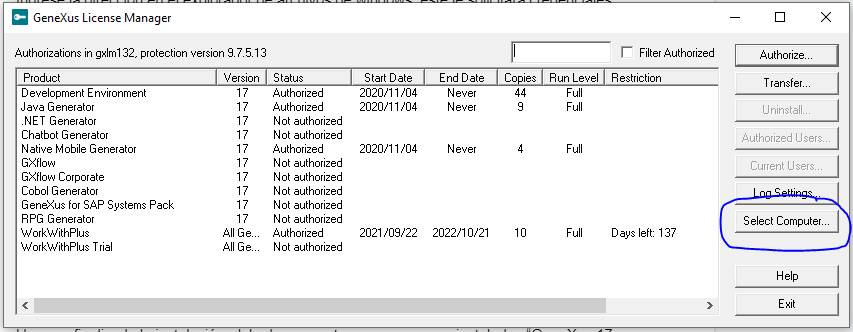 GeneXus License Manager
Authorizations in gxlm132, protection version 9.7.5.13
Filter Authorized
Product Version Status Start Date End Date Copies Run Level Restriction
Development Environment 17 Authorized 2020/11/04 Never 44 Full
Java Generator 17 Authorized 2020/11/04 Never 9 Full
.NET Generator 17 Not authorized
Chatbot Generator 17 Not authorized
Native Mobile Generator 17 Authorized 2020/11/04 Never 4 Full
GXflow 17 Not authorized
GXflow Corporate 17 Not authorized
Cobol Generator 17 Not authorized
GeneXus for SAP Systems Pack 17 Not authorized
RPG Generator 17 Not authorized
WorkWithPlus All Ge... Authorized 2021/09/22 2022/10/21 10 Full Days left: 137
WorkWithPlus Trial All Ge... Not authorized
Authorize...
Transfer...
Uninstall...
Authorized Users...
Current Users...
Log Settings...
Select Computer...
Help
Exit